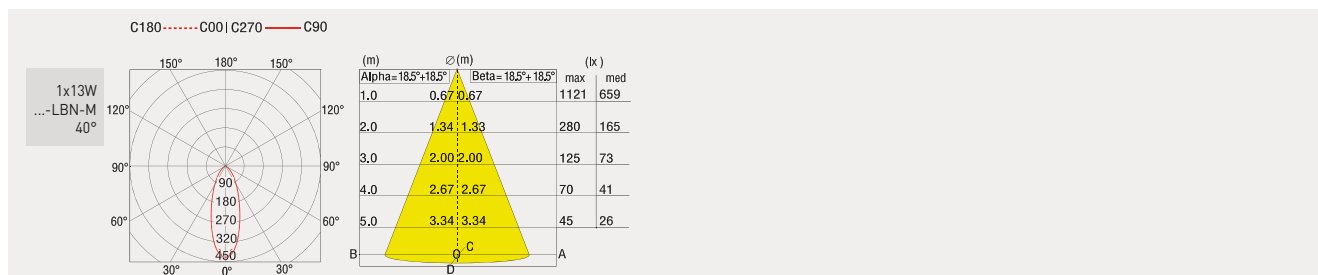 C180 C00 | C270 C90
1x13W
...-LBN-M
40°
150° 180° 150°
120° 120°
90° 90°
60° 60°
30° 0° 30°
90
180
270
320
450
(m) ∅(m) (lx)
Alpha=18.5°+18.5° Beta=18.5°+18.5° max med
1.0 0.67 0.67 1121 659
2.0 1.34 1.33 280 165
3.0 2.00 2.00 125 73
4.0 2.67 2.67 70 41
5.0 3.34 3.34 45 26
B O C A
D